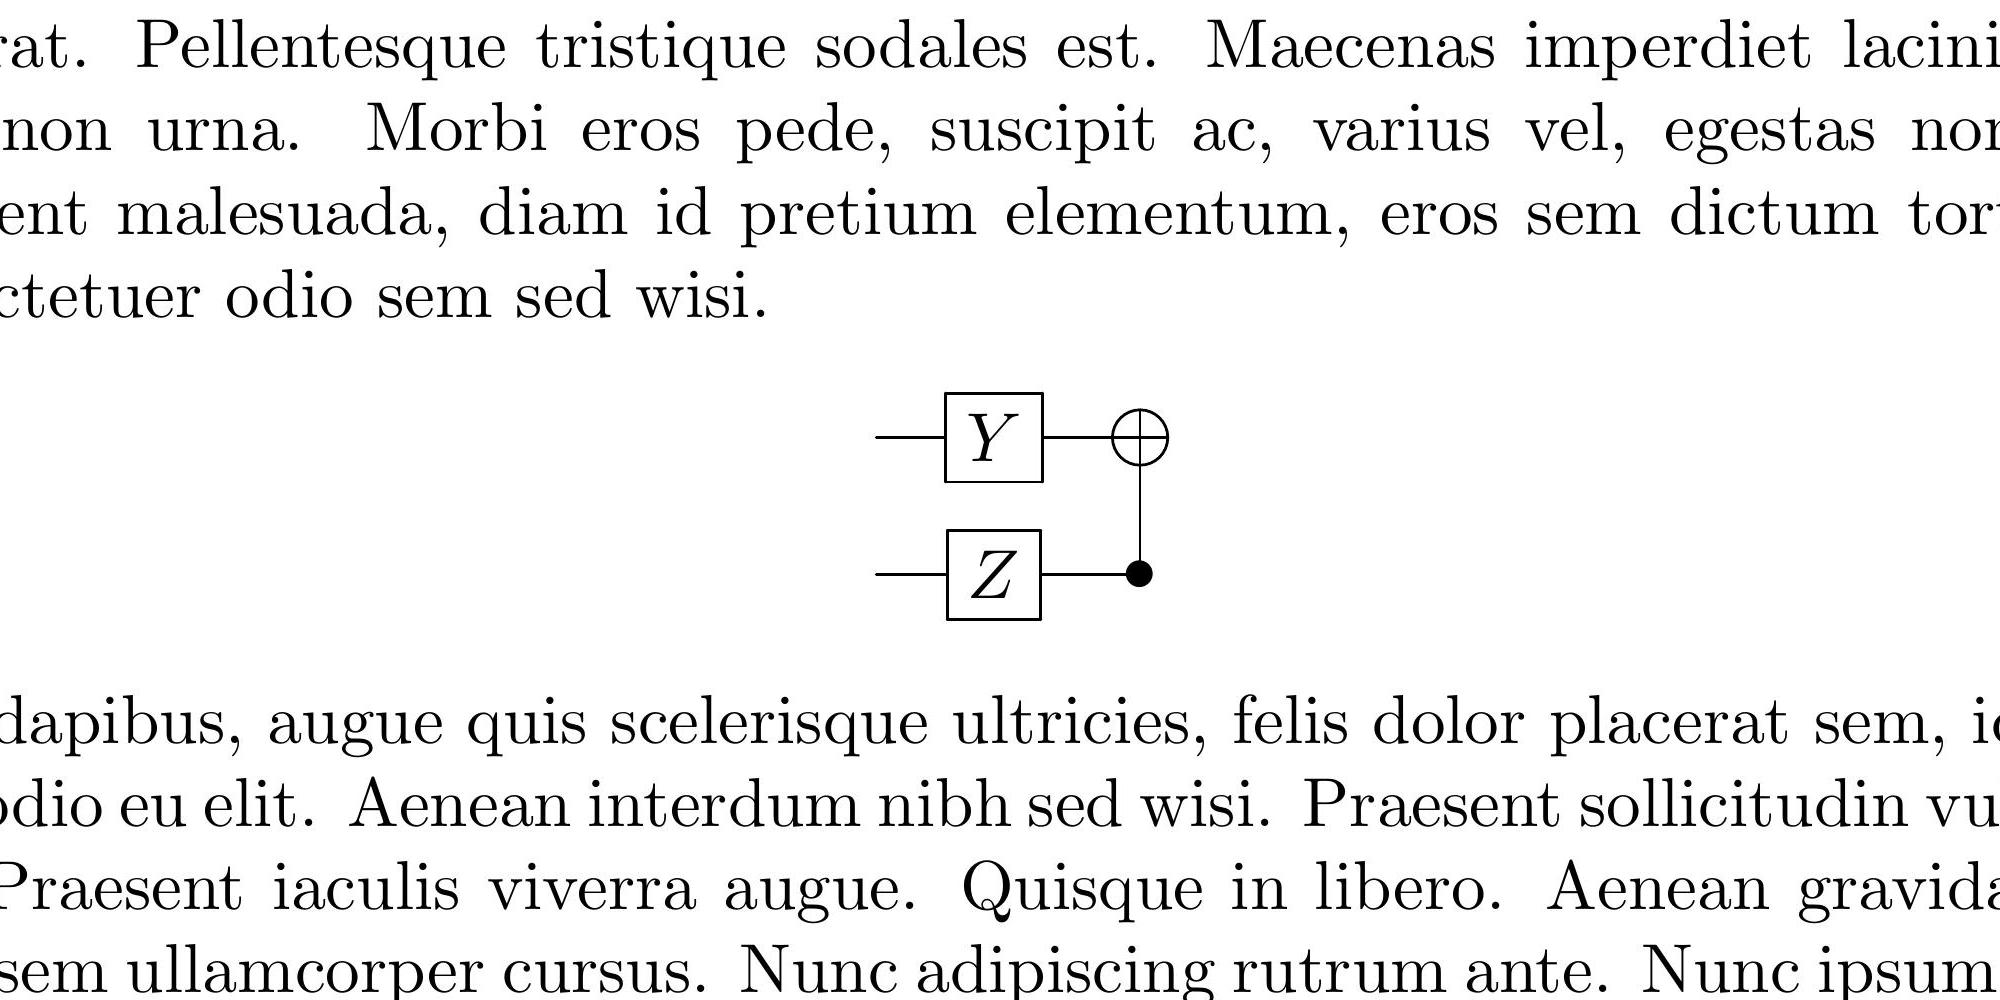 rat. Pellentesque tristique sodales est. Maecenas imperdiet lacini
non urna. Morbi eros pede, suscipit ac, varius vel, egestas non
ent malesuada, diam id pretium elementum, eros sem dictum tort
ctetuer odio sem sed wisi.
Y
Z
dapibus, augue quis scelerisque ultricies, felis dolor placerat sem, id
odio eu elit. Aenean interdum nibh sed wisi. Praesent sollicitudin vu
Praesent iaculis viverra augue. Quisque in libero. Aenean gravida
sem ullamcorper cursus. Nunc adipiscing rutrum ante. Nunc ipsum